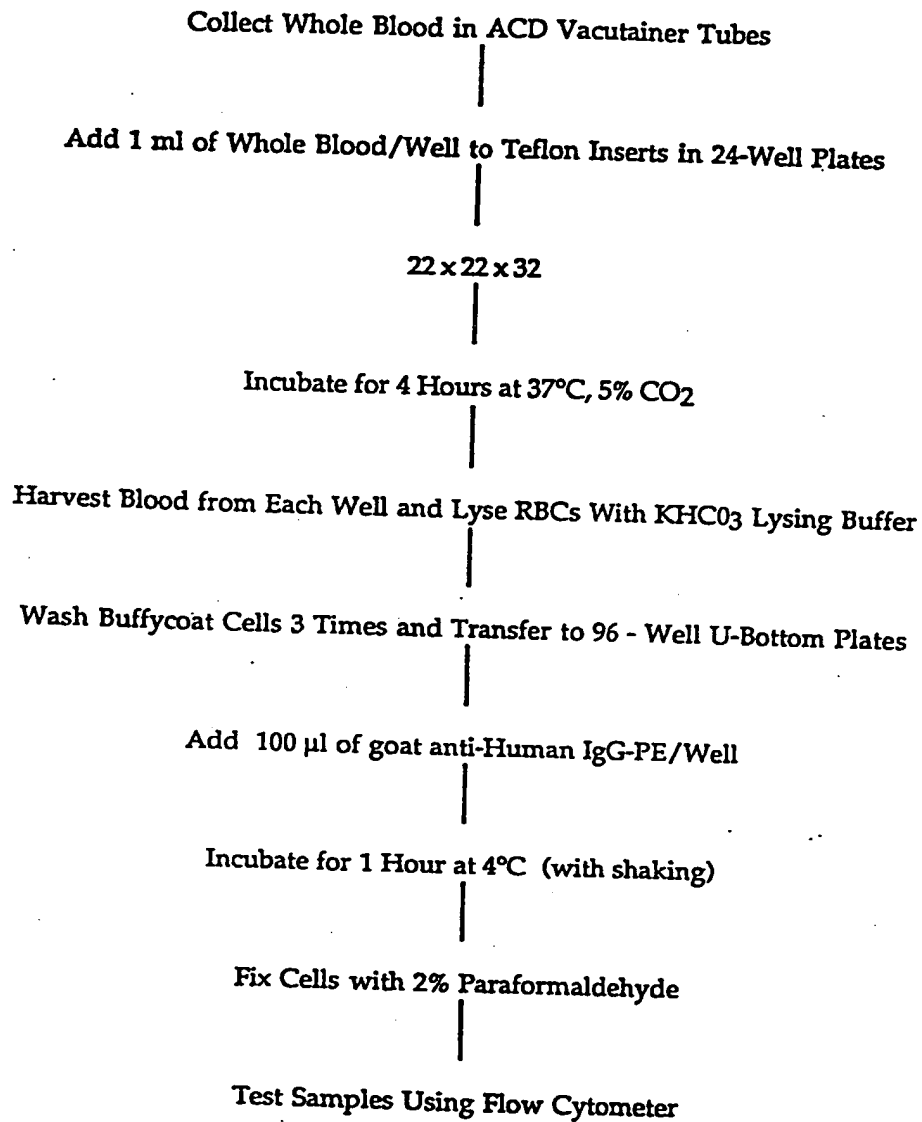 Collect Whole Blood in ACD Vacutainer Tubes
Add 1 ml of Whole Blood/Well to Teflon Inserts in 24-Well Plates
22 x 22 x 32
Incubate for 4 Hours at 37°C, 5% CO2
Harvest Blood from Each Well and Lyse RBCs With KHC03 Lysing Buffer
Wash Buffycoat Cells 3 Times and Transfer to 96 - Well U-Bottom Plates
Add 100 µl of goat anti-Human IgG-PE/Well
Incubate for 1 Hour at 4°C (with shaking)
Fix Cells with 2% Paraformaldehyde
Test Samples Using Flow Cytometer